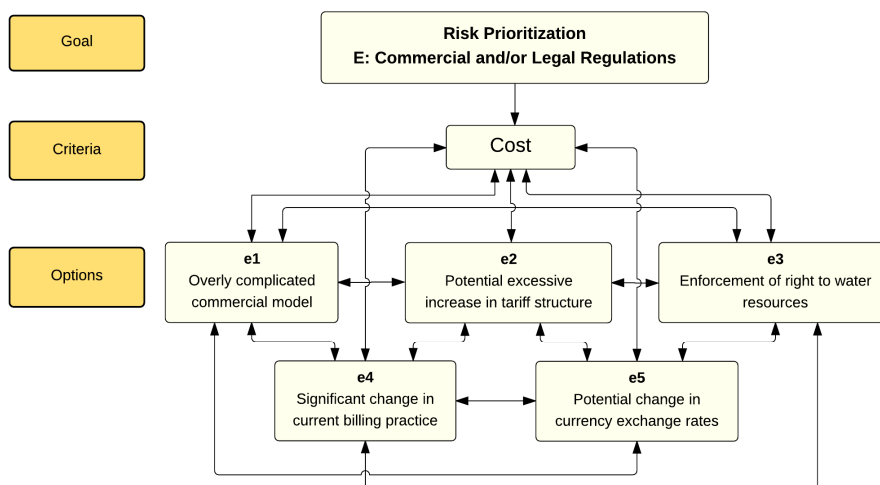 Goal
Risk Prioritization
E: Commercial and/or Legal Regulations
Criteria
Cost
Options
e1
Overly complicated
commercial model
e2
Potential excessive
increase in tariff structure
e3
Enforcement of right to water
resources
e4
Significant change in
current billing practice
e5
Potential change in
currency exchange rates